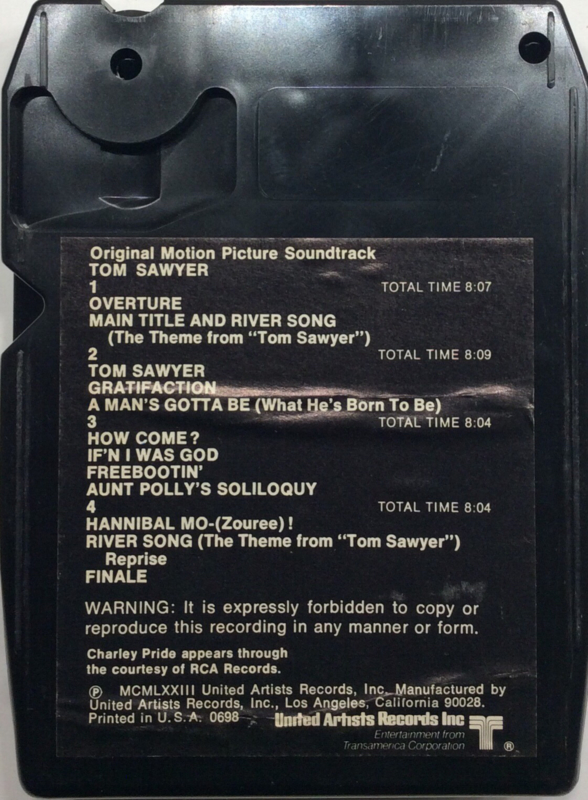 Original Motion Picture Soundtrack
TOM SAWYER
1 TOTAL TIME 8:07
OVERTURE
MAIN TITLE AND RIVER SONG
(The Theme from "Tom Sawyer")
2 TOTAL TIME 8:09
TOM SAWYER
GRATIFACTION
A MAN'S GOTTA BE (What He's Born To Be)
3 TOTAL TIME 8:04
HOW COME?
IF'N I WAS GOD
FREEBOOTIN'
AUNT POLLY'S SOLILOQUY
4 TOTAL TIME 8:04
HANNIBAL MO-(Zouree)!
RIVER SONG (The Theme from "Tom Sawyer")
Reprise
FINALE
WARNING: It is expressly forbidden to copy or
reproduce this recording in any manner or form.
Charley Pride appears through
the courtesy of RCA Records.
Ⓟ MCMLXXIII United Artists Records, Inc. Manufactured by
United Artists Records, Inc., Los Angeles, California 90028.
Printed in U.S.A. 0698 United Artists Records Inc
Entertainment from
Transamerica Corporation ®